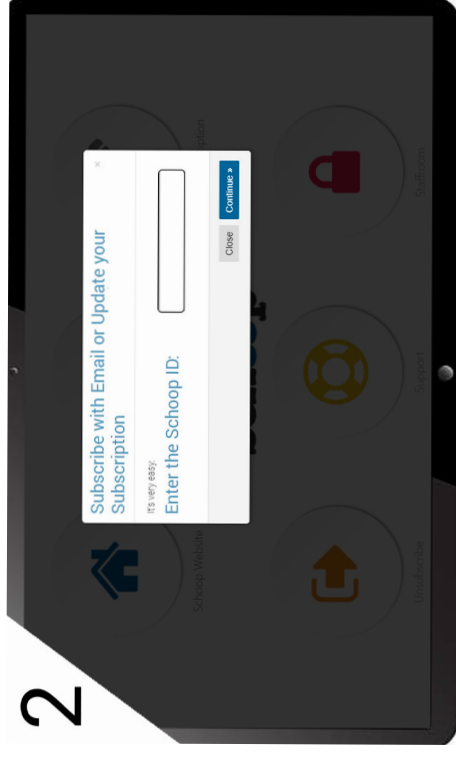 2
Subscribe with Email or Update your
Subscription
×
It's very easy:
Enter the Schoop ID:
Close
Continue »
Schoop Website
Unsubscribe
Support
Staffroom